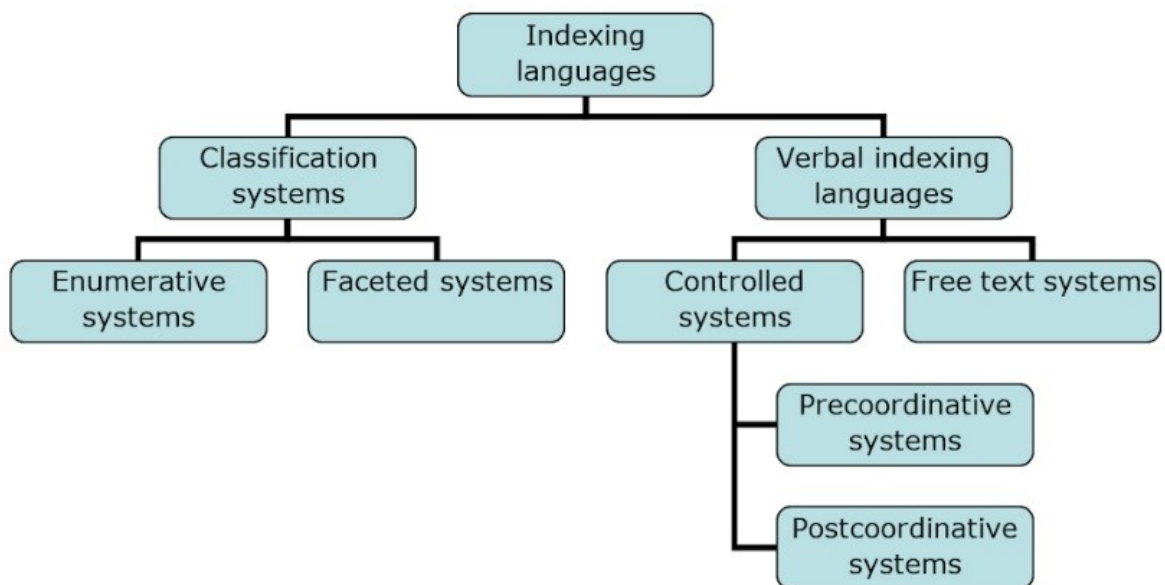 Indexing
languages
Classification
systems
Verbal indexing
languages
Enumerative
systems
Faceted systems
Controlled
systems
Free text systems
Precoordinative
systems
Postcoordinative
systems